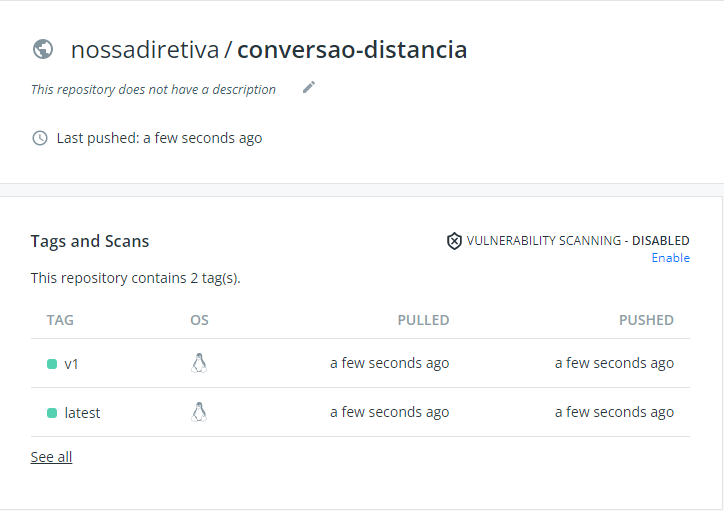 nossadiretiva / conversao-distancia
This repository does not have a description
Last pushed: a few seconds ago
Tags and Scans
VULNERABILITY SCANNING - DISABLED
Enable
This repository contains 2 tag(s).
TAG OS PULLED PUSHED
v1 a few seconds ago a few seconds ago
latest a few seconds ago a few seconds ago
See all